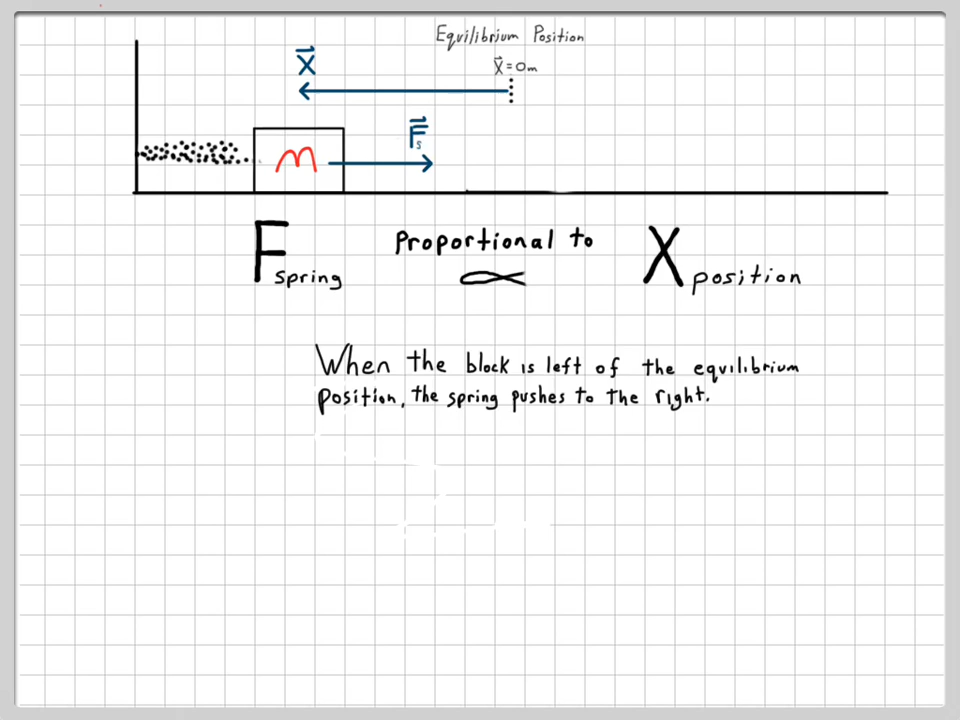 Equilibrium Position
X = 0m
X
Fs
m
F spring Proportional to ∝ X position
When the block is left of the equilibrium
position, the spring pushes to the right.